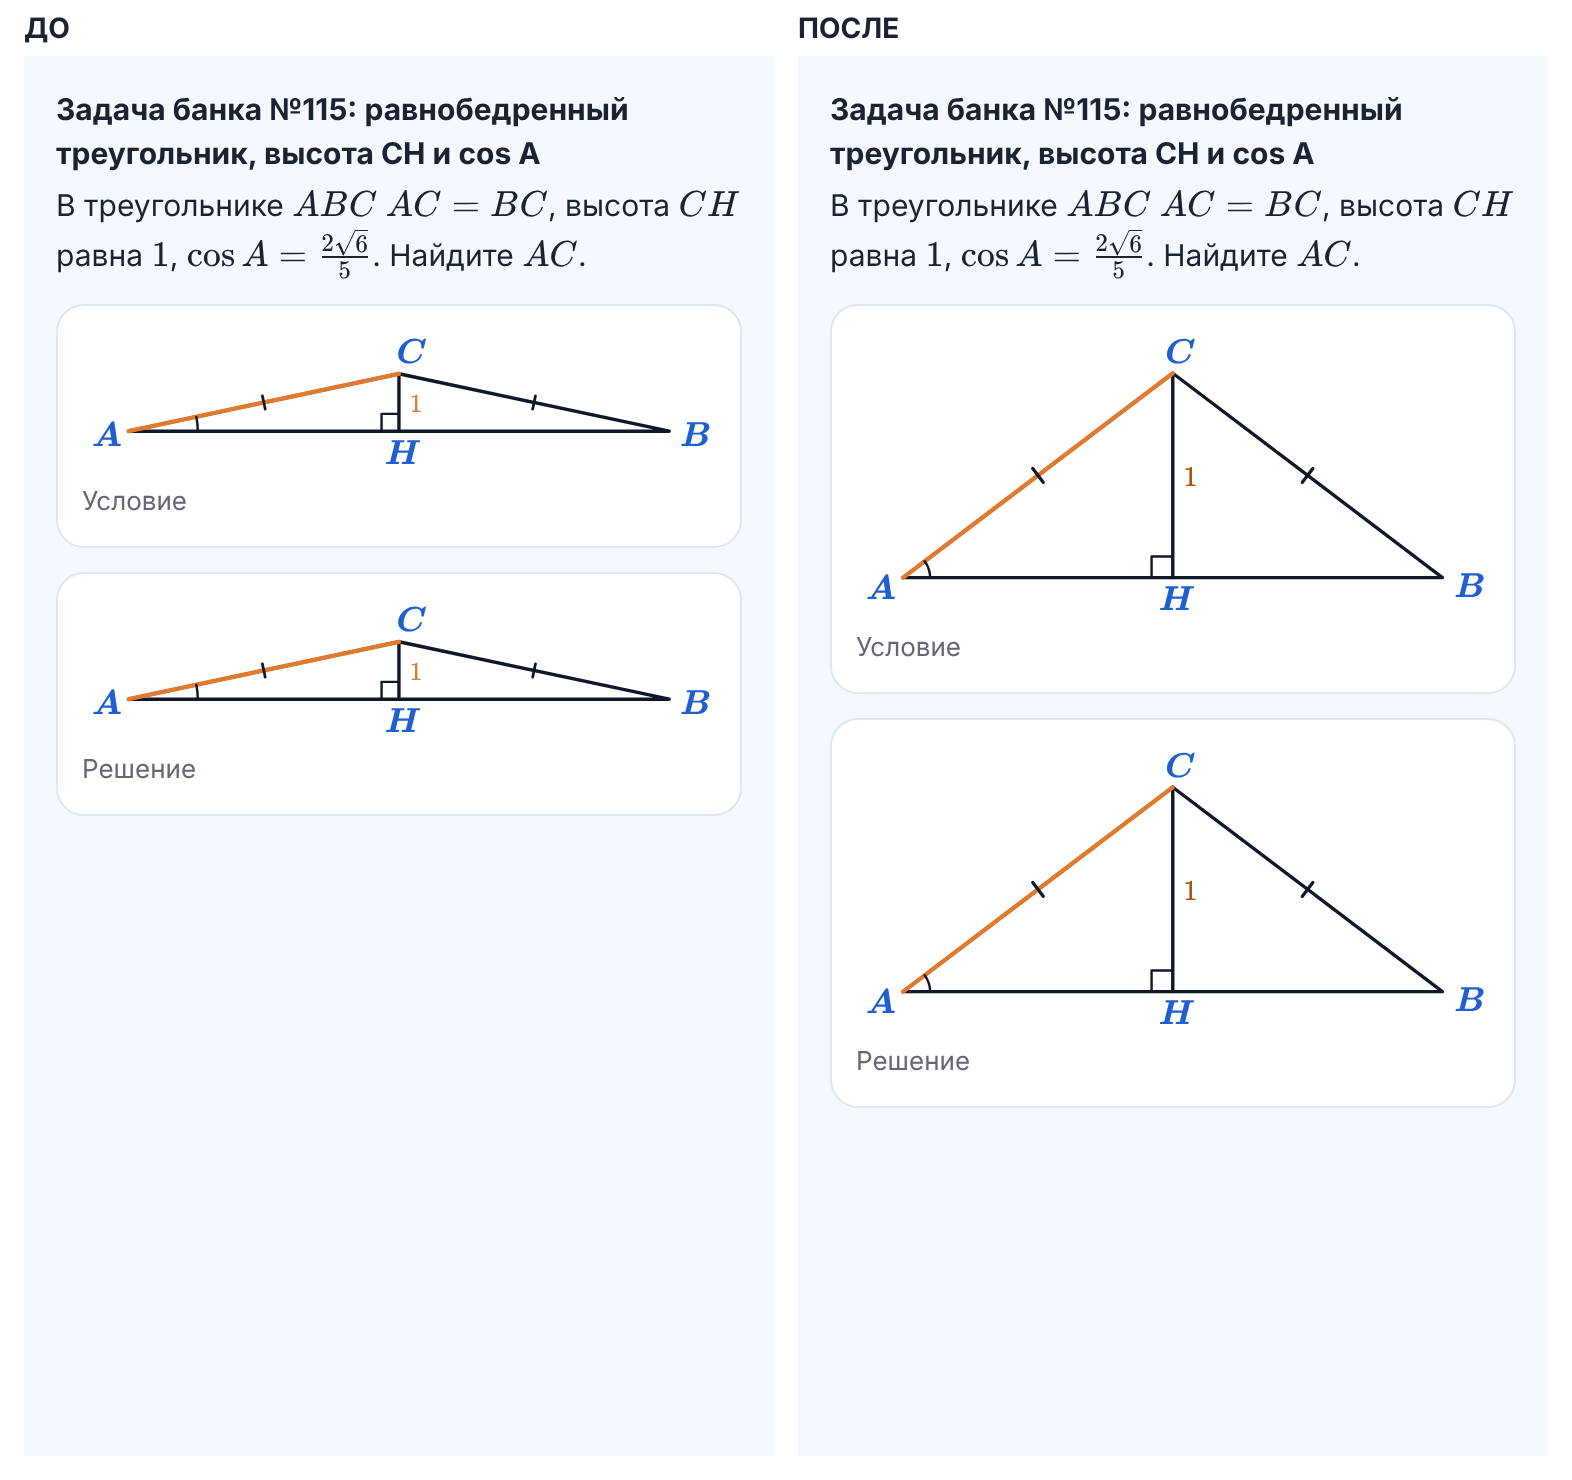 ДО
Задача банка №115: равнобедренный
треугольник, высота CH и cos A
В треугольнике ABC AC = BC, высота CH
равна 1, cos A = 2√6/5. Найдите AC.
C
1
A
H
B
Условие
C
1
A
H
B
Решение
ПОСЛЕ
Задача банка №115: равнобедренный
треугольник, высота CH и cos A
В треугольнике ABC AC = BC, высота CH
равна 1, cos A = 2√6/5. Найдите AC.
C
1
A
H
B
Условие
C
1
A
H
B
Решение